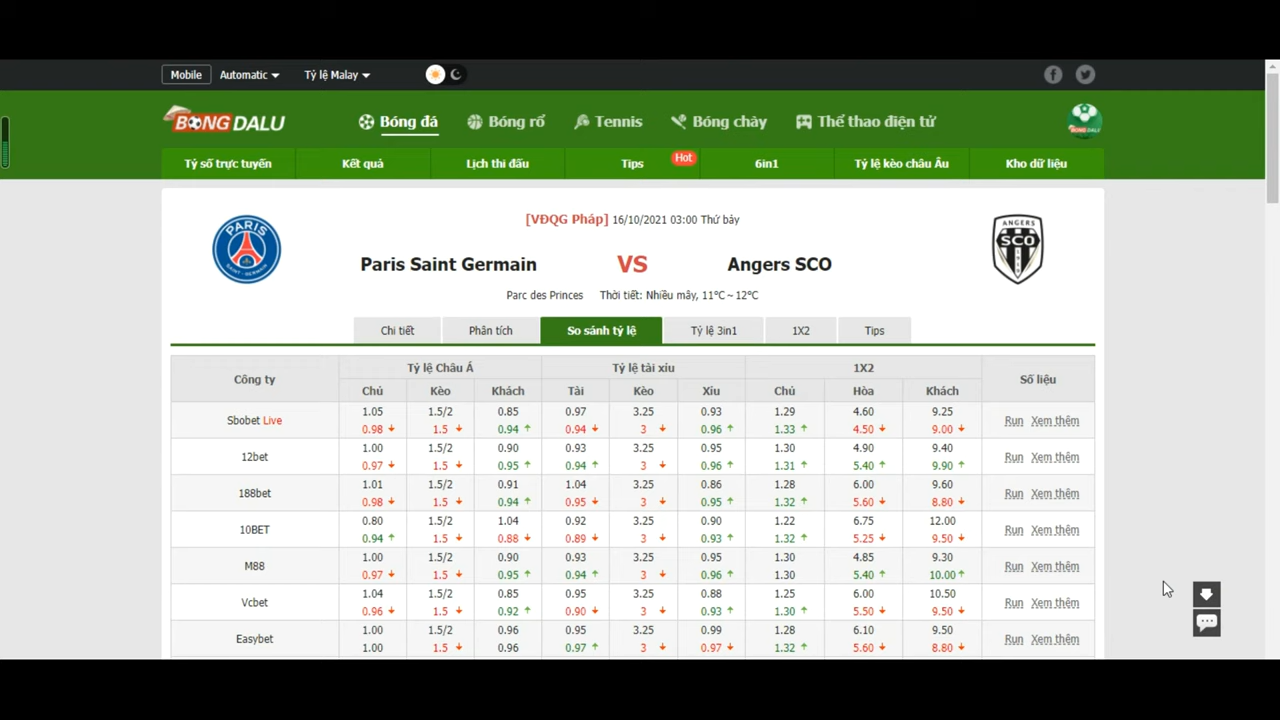 Mobile Automatic Tỷ lệ Malay
BONG DALU Bóng đá Bóng rổ Tennis Bóng chày Thể thao điện tử
Tỷ số trực tuyến Kết quả Lịch thi đấu Tips Hot 6in1 Tỷ lệ kèo châu Âu Kho dữ liệu
[VĐQG Pháp] 16/10/2021 03:00 Thứ bảy
PARIS ANGERS SCO
Paris Saint Germain VS Angers SCO
Parc des Princes Thời tiết: Nhiều mây, 11℃~12℃
Chi tiết Phân tích So sánh tỷ lệ Tỷ lệ 3in1 1X2 Tips
Công ty Tỷ lệ Châu Á Tỷ lệ tài xỉu 1X2 Số liệu
Chủ Kèo Khách Tài Kèo Xỉu Chủ Hòa Khách
Sbobet Live 1.05 1.5/2 0.85 0.97 3.25 0.93 1.29 4.60 9.25 Run Xem thêm
0.98 1.5 0.94 0.94 3 0.96 1.33 4.50 9.00
12bet 1.00 1.5/2 0.90 0.93 3.25 0.95 1.30 4.90 9.40 Run Xem thêm
0.97 1.5 0.95 0.94 3 0.96 1.31 5.40 9.90
188bet 1.01 1.5/2 0.91 1.04 3.25 0.86 1.28 6.00 9.60 Run Xem thêm
0.98 1.5 0.94 0.95 3 0.95 1.32 5.60 8.80
10BET 0.80 1.5/2 1.04 0.92 3.25 0.90 1.22 6.75 12.00 Run Xem thêm
0.94 1.5 0.88 0.89 3 0.93 1.32 5.25 9.50
M88 1.00 1.5/2 0.90 0.93 3.25 0.95 1.30 4.85 9.30 Run Xem thêm
0.97 1.5 0.95 0.94 3 0.96 1.30 5.40 10.00
Vcbet 1.04 1.5/2 0.85 0.95 3.25 0.88 1.25 6.00 10.50 Run Xem thêm
0.96 1.5 0.92 0.90 3 0.93 1.30 5.50 9.50
Easybet 1.00 1.5/2 0.96 0.95 3.25 0.99 1.28 6.10 9.50 Run Xem thêm
1.00 1.5 0.96 0.97 3 0.97 1.32 5.60 8.80